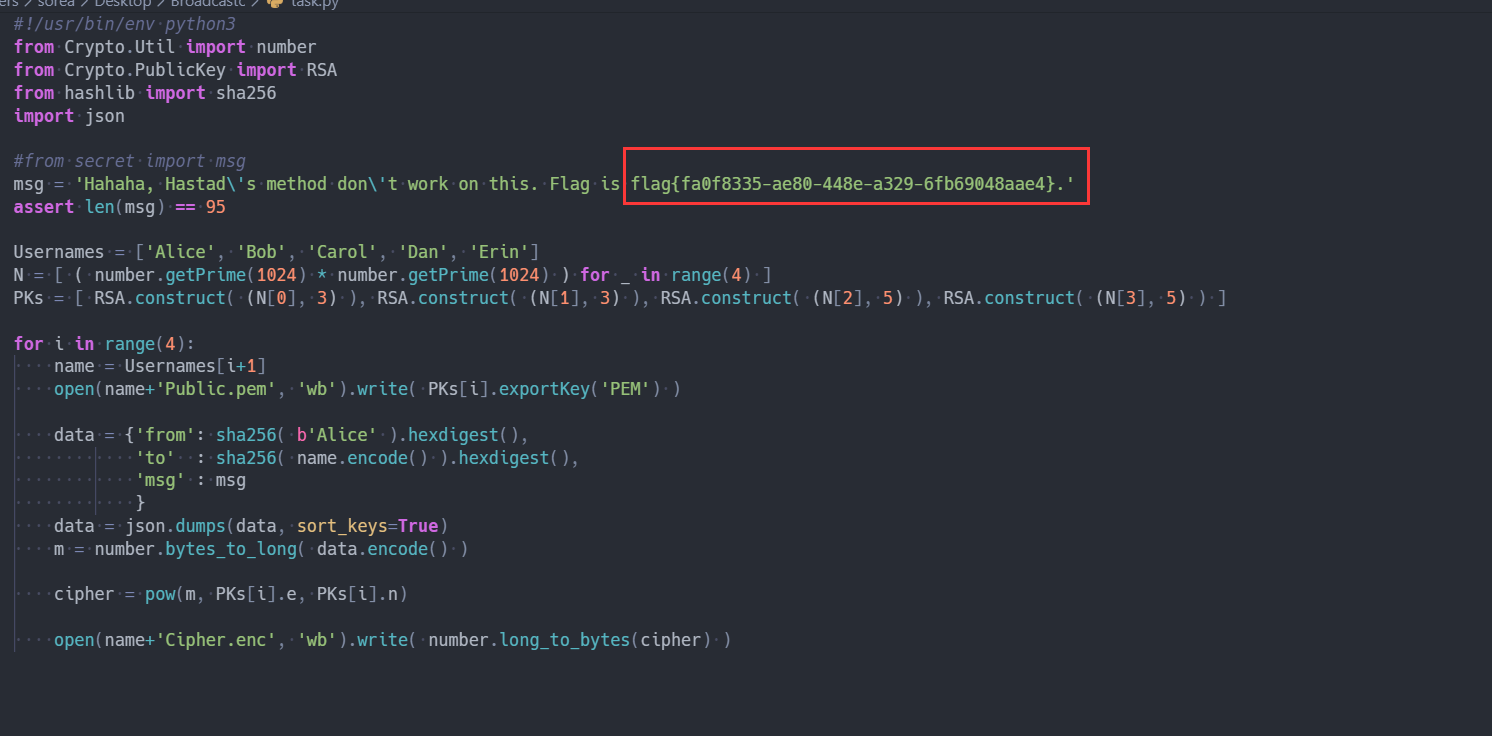 ers > sorea > Desktop > Broadcastc > task.py
#!/usr/bin/env python3
from Crypto.Util import number
from Crypto.PublicKey import RSA
from hashlib import sha256
import json
#from secret import msg
msg = 'Hahaha, Hastad\'s method don\'t work on this. Flag is flag{fa0f8335-ae80-448e-a329-6fb69048aae4}.'
assert len(msg) == 95
Usernames = ['Alice', 'Bob', 'Carol', 'Dan', 'Erin']
N = [ ( number.getPrime(1024) * number.getPrime(1024) ) for _ in range(4) ]
PKs = [ RSA.construct( (N[0], 3) ), RSA.construct( (N[1], 3) ), RSA.construct( (N[2], 5) ), RSA.construct( (N[3], 5) ) ]
for i in range(4):
    name = Usernames[i+1]
    open(name+'Public.pem', 'wb').write( PKs[i].exportKey('PEM') )
    data = {'from': sha256( b'Alice' ).hexdigest(),
            'to'  : sha256( name.encode() ).hexdigest(),
            'msg' : msg
            }
    data = json.dumps(data, sort_keys=True)
    m = number.bytes_to_long( data.encode() )
    cipher = pow(m, PKs[i].e, PKs[i].n)
    open(name+'Cipher.enc', 'wb').write( number.long_to_bytes(cipher) )